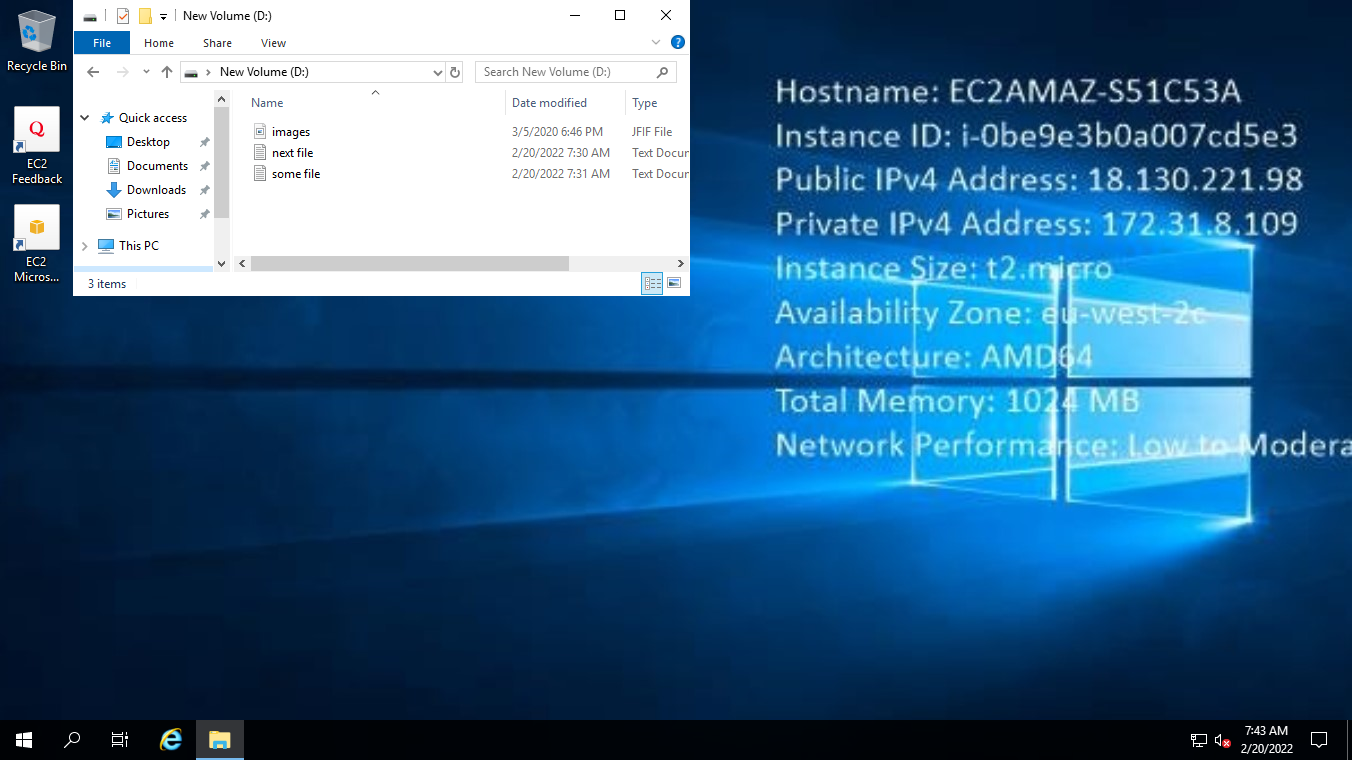 New Volume (D:)
File Home Share View
New Volume (D:)
Search New Volume (D:)
Recycle Bin
EC2
Feedback
EC2
Micros...
Quick access
Desktop
Documents
Downloads
Pictures
This PC
Name Date modified Type
images 3/5/2020 6:46 PM JFIF File
next file 2/20/2022 7:30 AM Text Docu
some file 2/20/2022 7:31 AM Text Docu
3 items
Hostname: EC2AMAZ-S51C53A
Instance ID: i-0be9e3b0a007cd5e3
Public IPv4 Address: 18.130.221.98
Private IPv4 Address: 172.31.8.109
Instance Size: t2.micro
Availability Zone: eu-west-2c
Architecture: AMD64
Total Memory: 1024 MB
Network Performance: Low to Modera
7:43 AM
2/20/2022